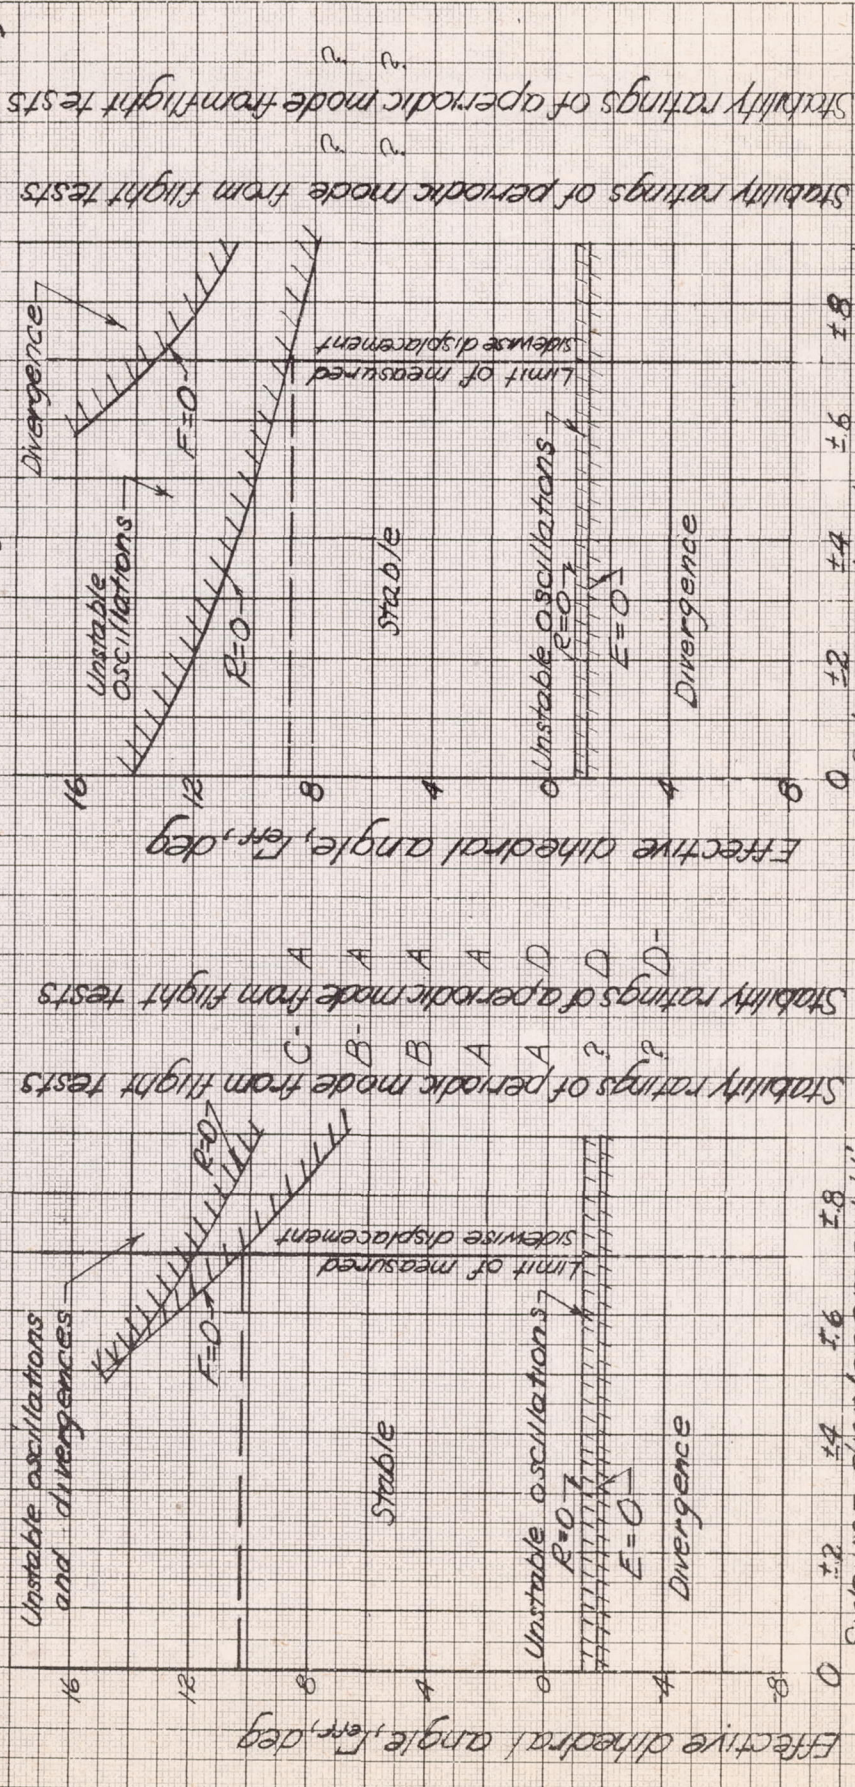 Unstable oscillations
and divergences
R=0
F=0
Limit of measured
sidewise displacement
Stable
Unstable oscillations
R=0
E=0
Divergence
16
12
8
4
0
-4
-8
0 ±2 ±4 ±.6 ±.8
Effective dihedral angle, Γeff, deg
Stability ratings of periodic mode from flight tests
C-
B-
B
A
A
?
?
Stability ratings of aperiodic mode from flight tests
A
A
A
A
D
D
D-
Divergence
F=0
Unstable
oscillations
R=0
Limit of measured
sidewise displacement
Stable
Unstable oscillations
R=0
E=0
Divergence
16
12
8
4
0
4
8
0 ±2 ±4 ±.6 ±.8
Effective dihedral angle, Γeff, deg
Stability ratings of periodic mode from flight tests
?
?
Stability ratings of aperiodic mode from flight tests
?
?